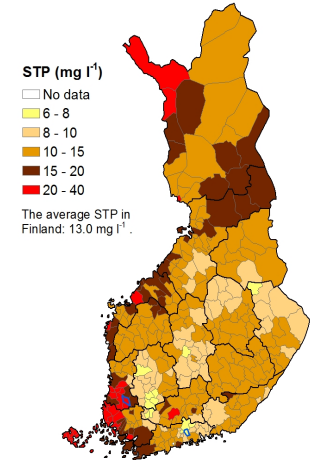 STP (mg l⁻¹)
No data
6 - 8
8 - 10
10 - 15
15 - 20
20 - 40
The average STP in
Finland: 13.0 mg l⁻¹ .